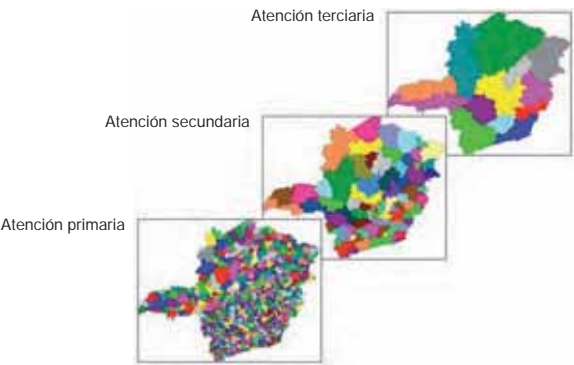 Atención terciaria
Atención secundaria
Atención primaria